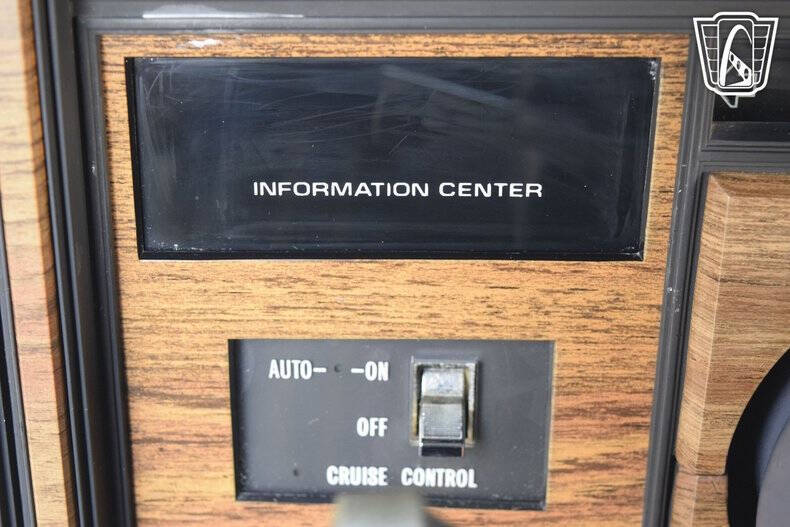 INFORMATION CENTER
AUTO- -ON
OFF
CRUISE CONTROL